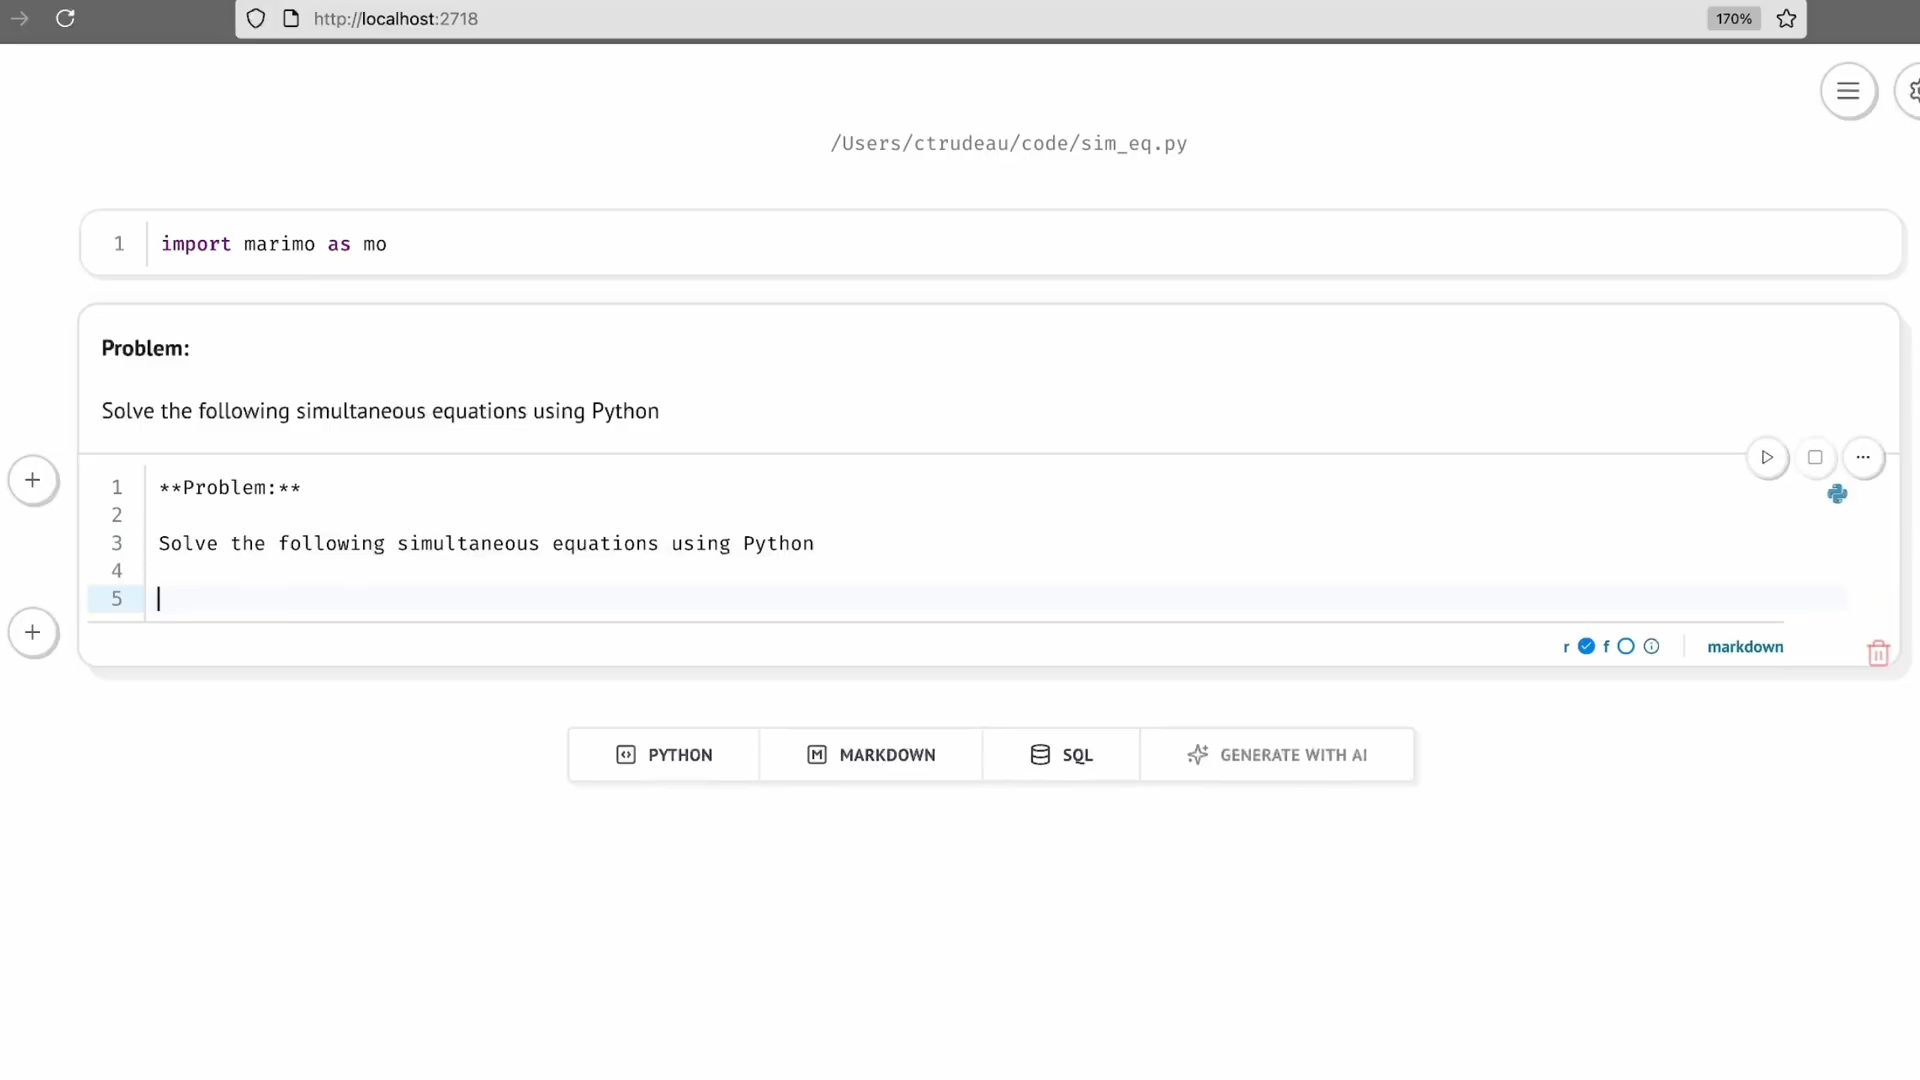 http://localhost:2718
170%
/Users/ctrudeau/code/sim_eq.py
1 import marimo as mo
Problem:
Solve the following simultaneous equations using Python
1 **Problem:**
2
3 Solve the following simultaneous equations using Python
4
5
r f markdown
PYTHON MARKDOWN SQL GENERATE WITH AI